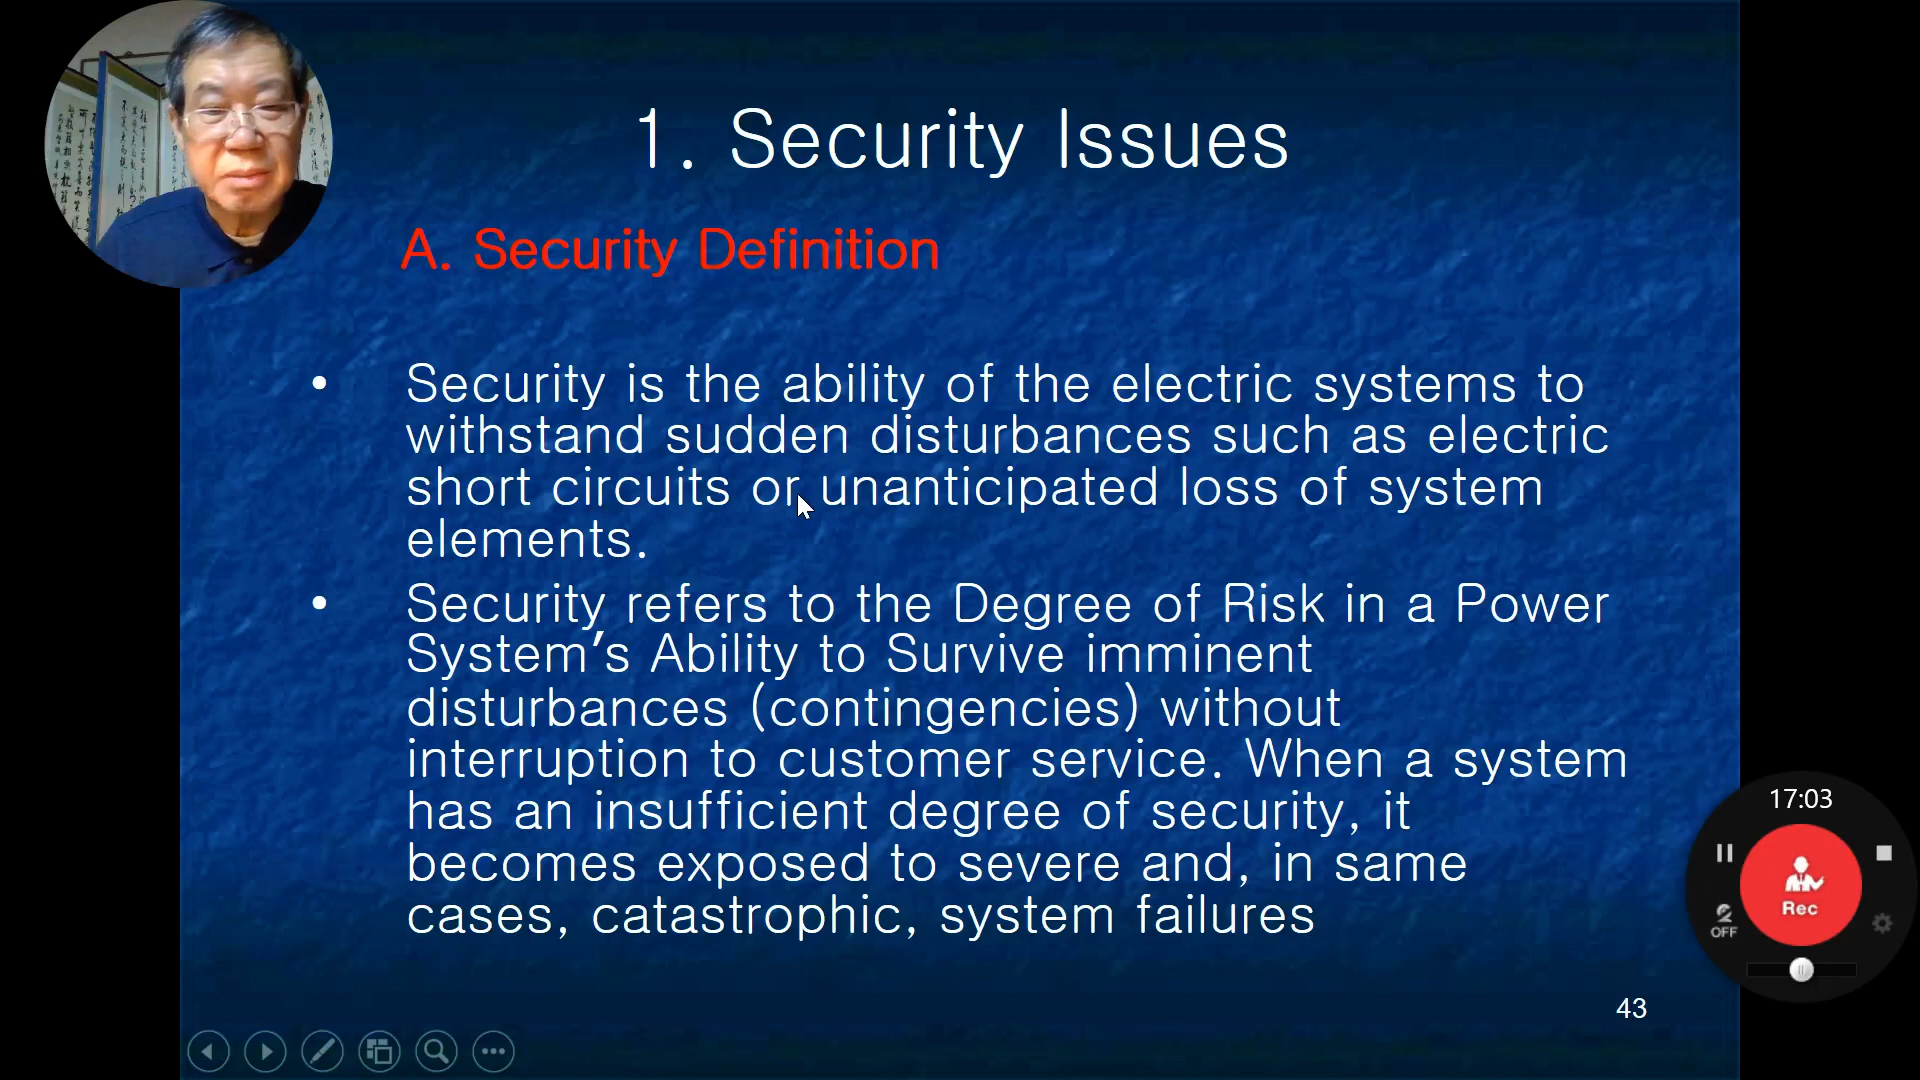 1. Security Issues
A. Security Definition
• Security is the ability of the electric systems to
withstand sudden disturbances such as electric
short circuits or unanticipated loss of system
elements.
• Security refers to the Degree of Risk in a Power
System's Ability to Survive imminent
disturbances (contingencies) without
interruption to customer service. When a system
has an insufficient degree of security, it
becomes exposed to severe and, in same
cases, catastrophic, system failures
17:03
Rec
OFF
43